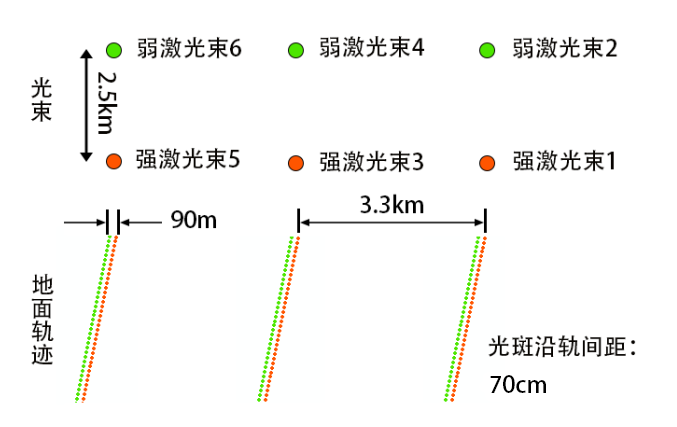 弱激光束6
弱激光束4
弱激光束2
光束
2.5km
强激光束5
强激光束3
强激光束1
90m
3.3km
地面轨迹
光斑沿轨间距：
70cm